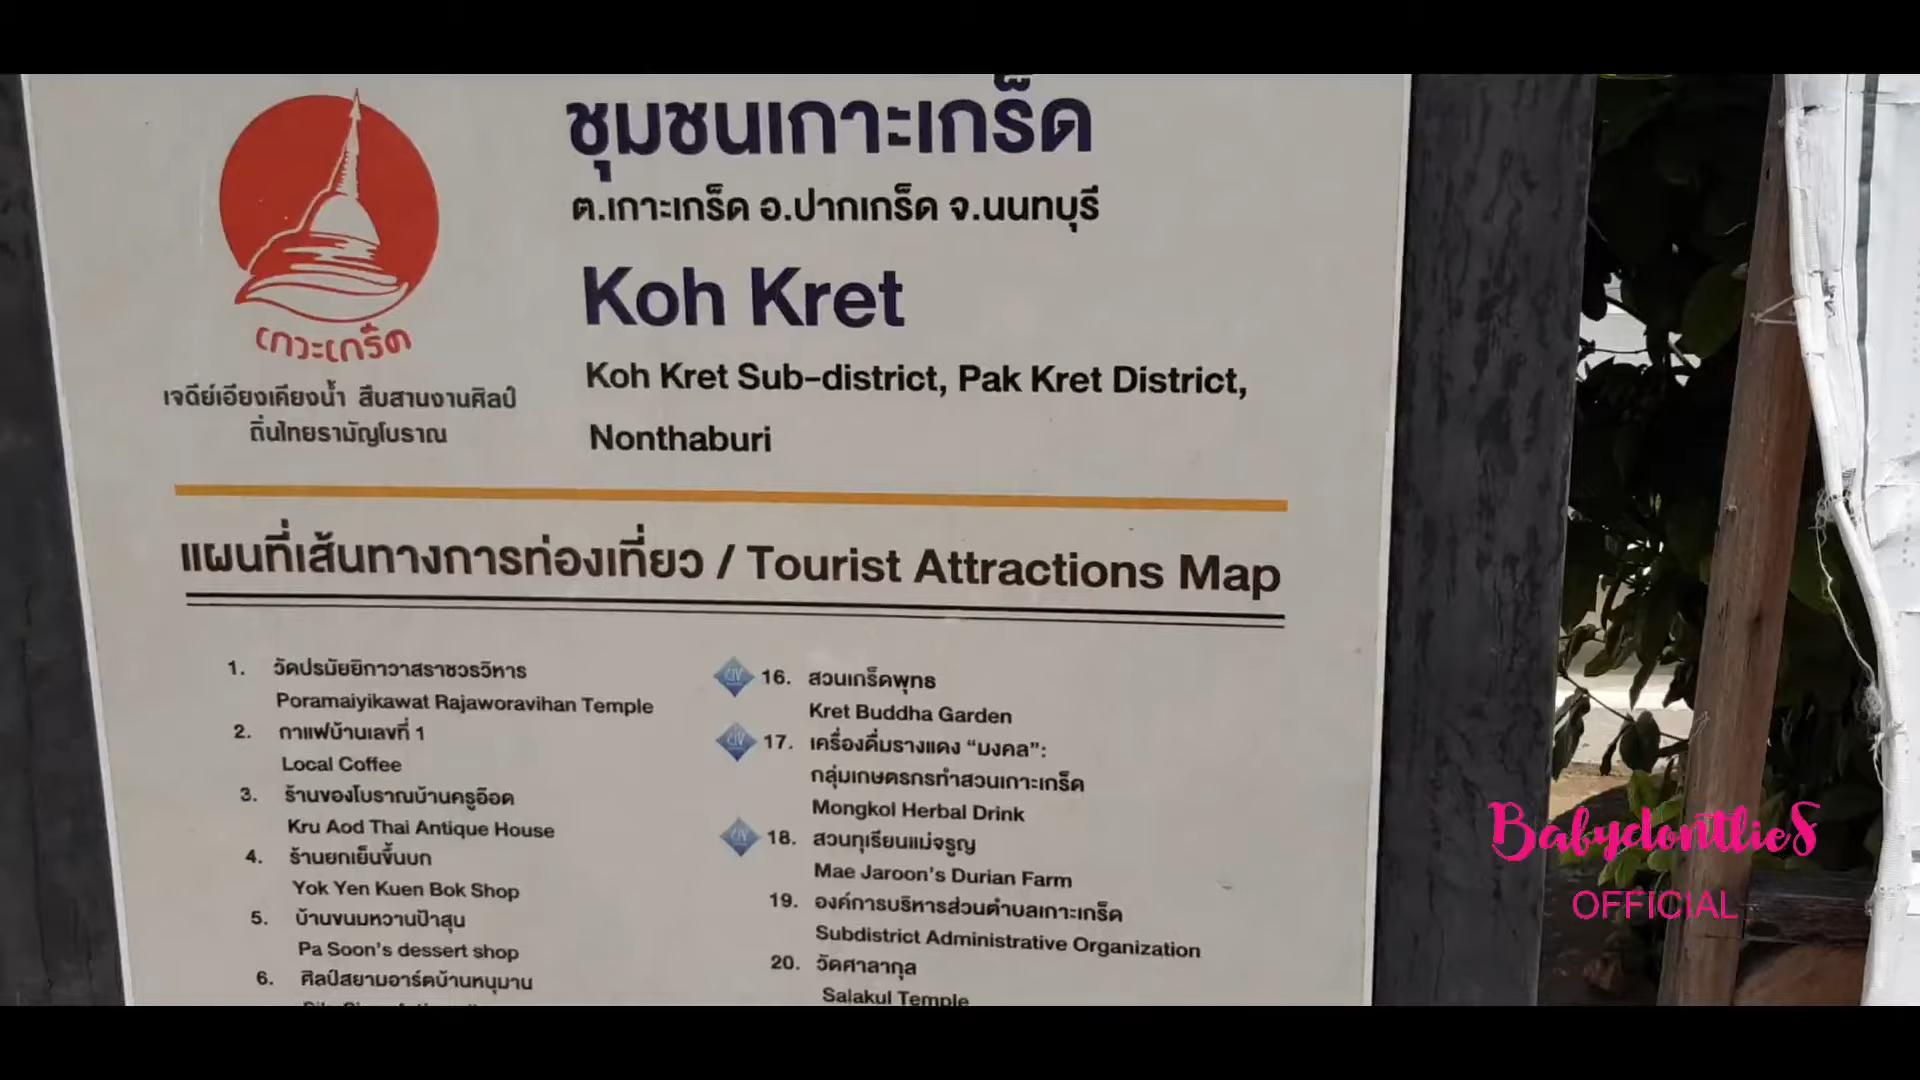 ชุมชนเกาะเกร็ด
ต.เกาะเกร็ด อ.ปากเกร็ด จ.นนทบุรี
Koh Kret
Koh Kret Sub-district, Pak Kret District,
Nonthaburi
เกาะเกร็ด
เจดีย์เอียงเคียงน้ำ สืบสานงานศิลป์
ถิ่นไทยรามัญโบราณ
แผนที่เส้นทางการท่องเที่ยว / Tourist Attractions Map
1. วัดปรมัยยิกาวาสราชวรวิหาร
Poramaiyikawat Rajaworavihan Temple
2. กาแฟบ้านเลขที่ 1
Local Coffee
3. ร้านของโบราณบ้านครูอ๊อด
Kru Aod Thai Antique House
4. ร้านยกเย็นขึ้นบก
Yok Yen Kuen Bok Shop
5. บ้านขนมหวานป้าสุน
Pa Soon's dessert shop
6. ศิลป์สยามอาร์ตบ้านหนุมาน
CIV 16. สวนเกร็ดพุทธ
Kret Buddha Garden
CIV 17. เครื่องดื่มรางแดง “มงคล”:
กลุ่มเกษตรกรทำสวนเกาะเกร็ด
Mongkol Herbal Drink
CIV 18. สวนทุเรียนแม่จรูญ
Mae Jaroon's Durian Farm
19. องค์การบริหารส่วนตำบลเกาะเกร็ด
Subdistrict Administrative Organization
20. วัดศาลากุล
Salakul Temple
BabydontlieS
OFFICIAL